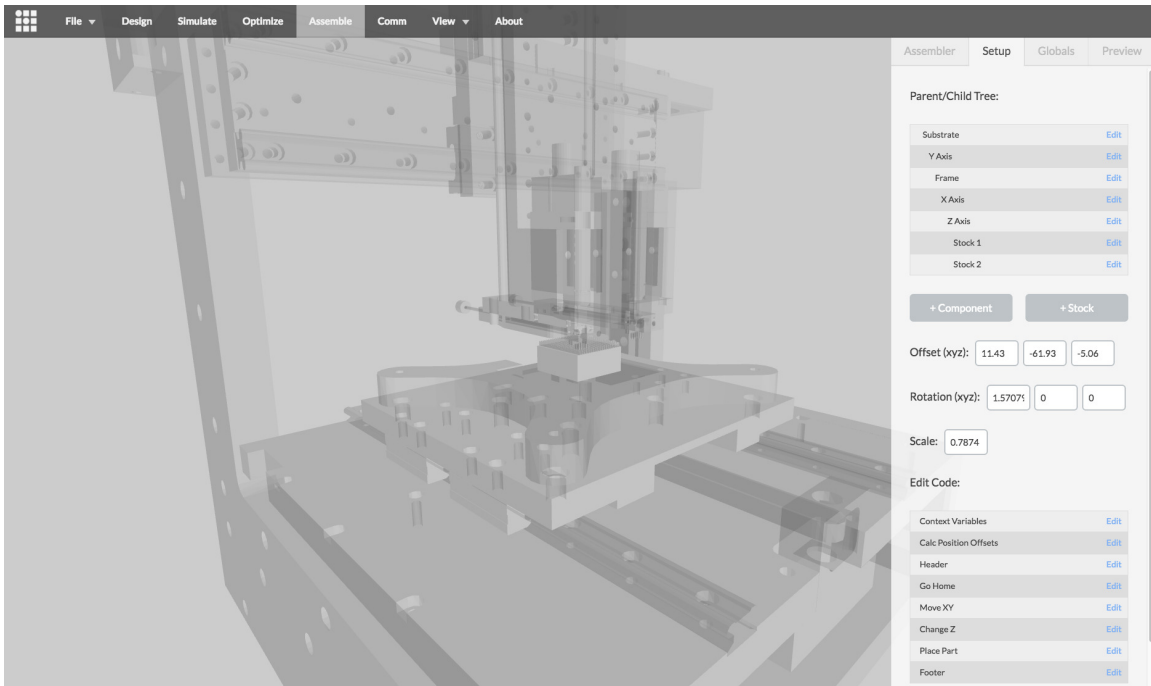 File Design Simulate Optimize Assemble Comm View About
Assembler Setup Globals Preview
Parent/Child Tree:
Substrate Edit
Y Axis Edit
Frame Edit
X Axis Edit
Z Axis Edit
Stock 1 Edit
Stock 2 Edit
+ Component + Stock
Offset (xyz): 11.43 -61.93 -5.06
Rotation (xyz): 1.57079 0 0
Scale: 0.7874
Edit Code:
Context Variables Edit
Calc Position Offsets Edit
Header Edit
Go Home Edit
Move XY Edit
Change Z Edit
Place Part Edit
Footer Edit